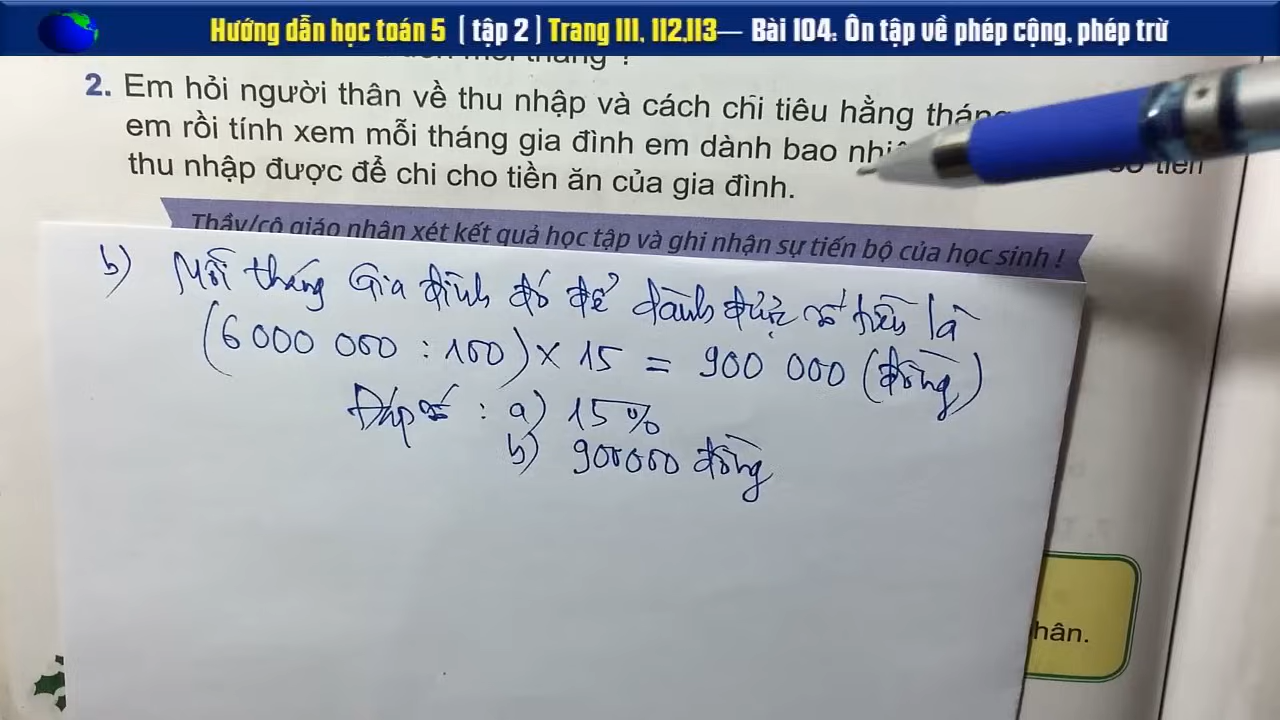 Hướng dẫn học toán 5 ( tập 2 ) Trang 111, 112,113— Bài 104: Ôn tập về phép cộng, phép trừ
mỗi tháng ?
2. Em hỏi người thân về thu nhập và cách chi tiêu hằng tháng
em rồi tính xem mỗi tháng gia đình em dành bao nhiêu số tiền
thu nhập được để chi cho tiền ăn của gia đình.
Thầy/cô giáo nhận xét kết quả học tập và ghi nhận sự tiến bộ của học sinh !
b) Mỗi tháng Gia đình đó để dành được số tiền là
(6 000 000 : 100) × 15 = 900 000 (đồng)
Đáp số : a) 15%
b) 900000 đồng
hân.